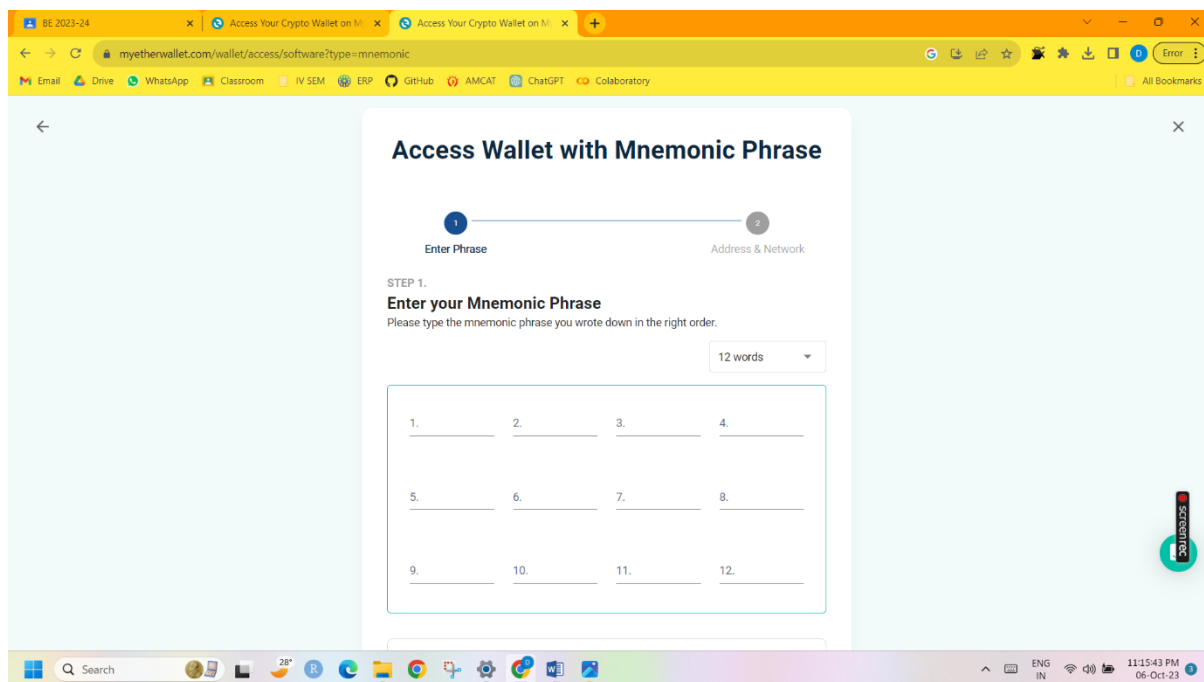 BE 2023-24
Access Your Crypto Wallet on M
Access Your Crypto Wallet on M
myetherwallet.com/wallet/access/software?type=mnemonic
D
Error
Email Drive WhatsApp Classroom IV SEM ERP GitHub AMCAT ChatGPT Colaboratory All Bookmarks
Access Wallet with Mnemonic Phrase
1 2
Enter Phrase Address & Network
STEP 1.
Enter your Mnemonic Phrase
Please type the mnemonic phrase you wrote down in the right order.
12 words
1. 2. 3. 4.
5. 6. 7. 8.
9. 10. 11. 12.
screenrec
Search
28°
R
ENG
IN
11:15:43 PM
06-Oct-23
3